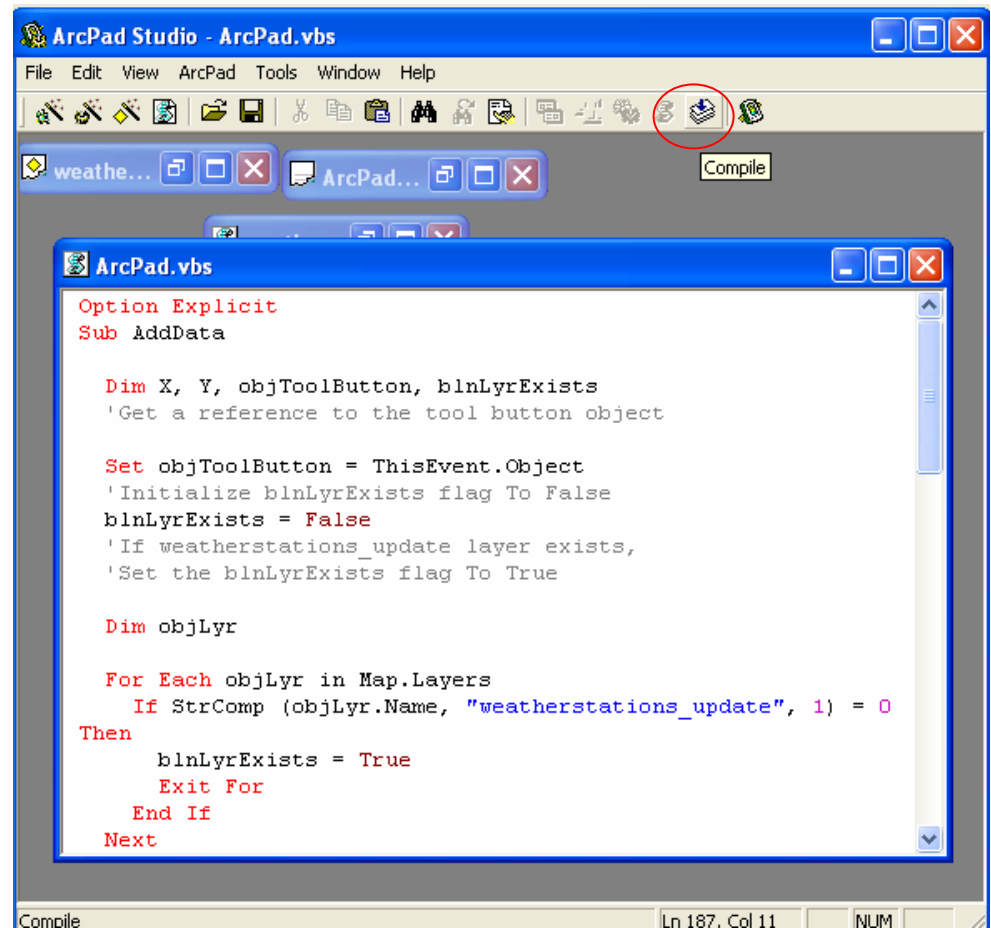 ArcPad Studio - ArcPad.vbs
File Edit View ArcPad Tools Window Help
Compile
weathe...
ArcPad...
ArcPad.vbs
Option Explicit
Sub AddData
Dim X, Y, objToolButton, blnLyrExists
'Get a reference to the tool button object
Set objToolButton = ThisEvent.Object
'Initialize blnLyrExists flag To False
blnLyrExists = False
'If weatherstations_update layer exists,
'Set the blnLyrExists flag To True
Dim objLyr
For Each objLyr in Map.Layers
If StrComp (objLyr.Name, "weatherstations_update", 1) = 0
Then
blnLyrExists = True
Exit For
End If
Next
Compile Ln 187, Col 11 NUM